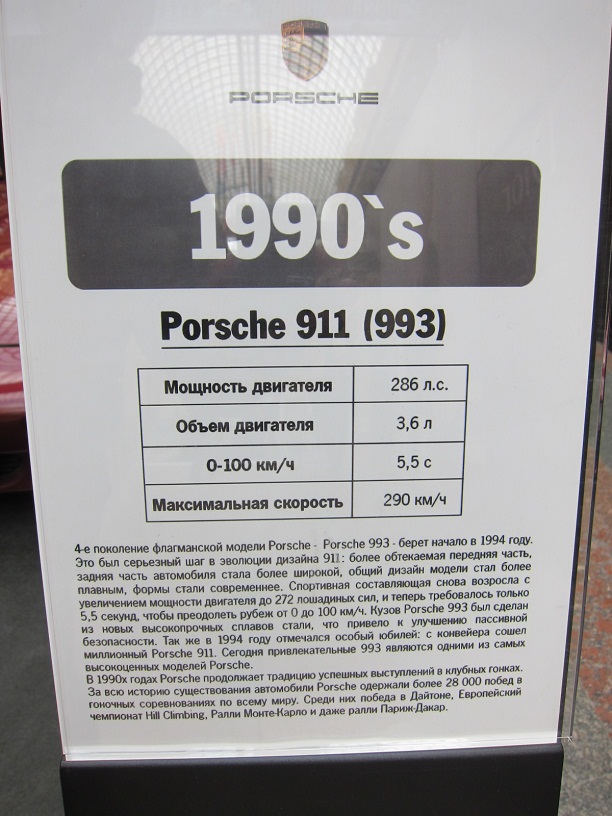 PORSCHE
1990`s
Porsche 911 (993)
Мощность двигателя 286 л.с.
Объем двигателя 3,6 л
0-100 км/ч 5,5 с
Максимальная скорость 290 км/ч
4-е поколение флагманской модели Porsche - Porsche 993 - берет начало в 1994 году.
Это был серьезный шаг в эволюции дизайна 911: более обтекаемая передняя часть,
задняя часть автомобиля стала более широкой, общий дизайн модели стал более
плавным, формы стали современнее. Спортивная составляющая снова возросла с
увеличением мощности двигателя до 272 лошадиных сил, и теперь требовалось только
5,5 секунд, чтобы преодолеть рубеж от 0 до 100 км/ч. Кузов Porsche 993 был сделан
из новых высокопрочных сплавов стали, что привело к улучшению пассивной
безопасности. Так же в 1994 году отмечался особый юбилей: с конвейера сошел
миллионный Porsche 911. Сегодня привлекательные 993 являются одними из самых
высоценных моделей Porsche.
В 1990х годах Porsche продолжает традицию успешных выступлений в клубных гонках.
За всю историю существования автомобили Porsche одержали более 28 000 побед в
гоночных соревнованиях по всему миру. Среди них победа в Дайтоне, Европейский
чемпионат Hill Climbing, Ралли Монте-Карло и даже ралли Париж-Дакар.